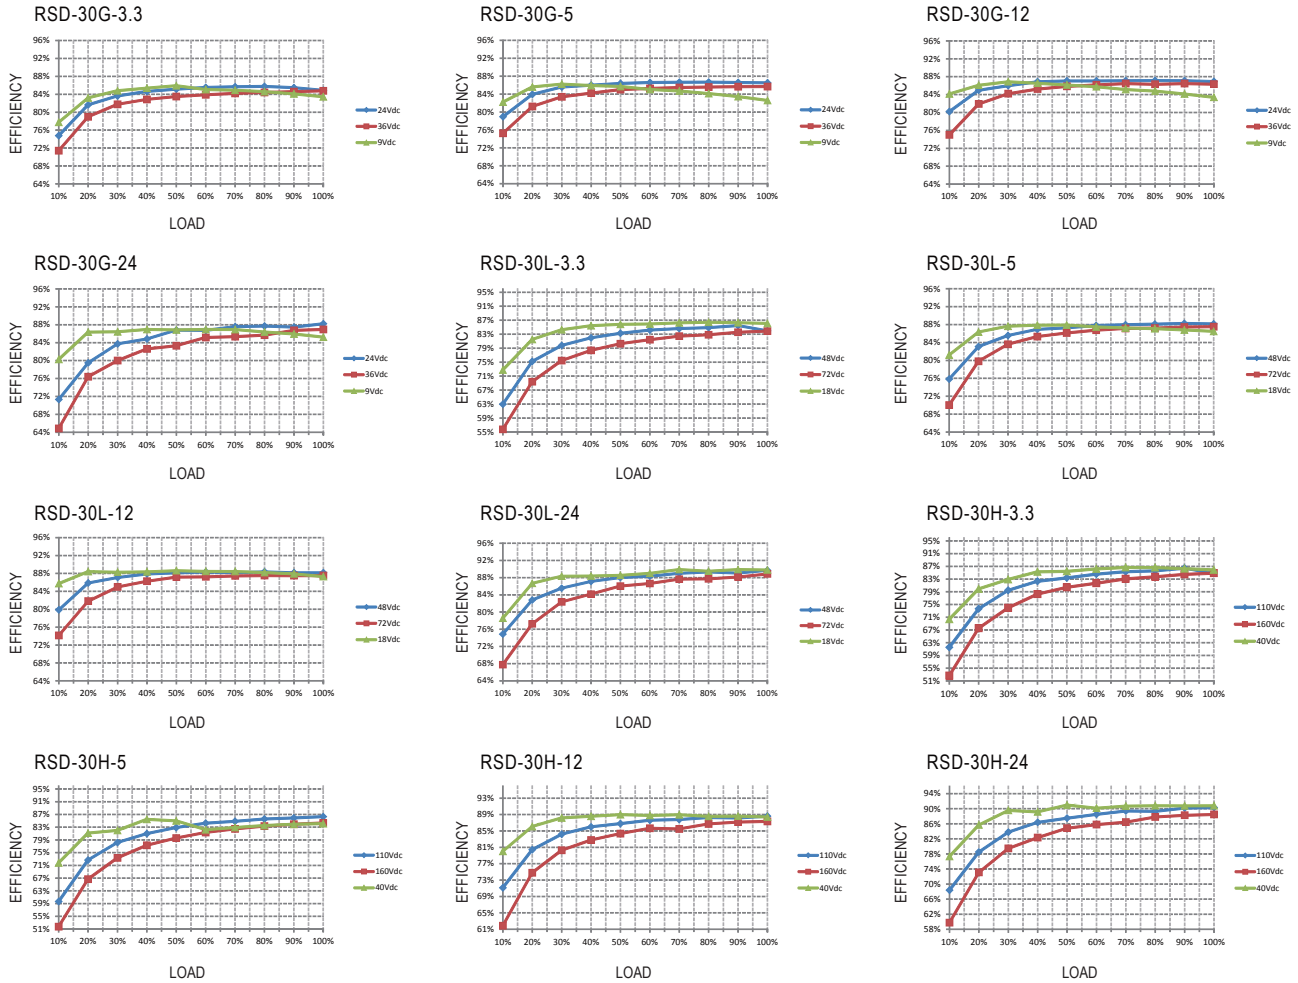 RSD-30G-3.3
EFFICIENCY
96%
92%
88%
84%
80%
76%
72%
68%
64%
10% 20% 30% 40% 50% 60% 70% 80% 90% 100%
LOAD
24Vdc
36Vdc
9Vdc
RSD-30G-5
EFFICIENCY
96%
92%
88%
84%
80%
76%
72%
68%
64%
10% 20% 30% 40% 50% 60% 70% 80% 90% 100%
LOAD
24Vdc
36Vdc
9Vdc
RSD-30G-12
EFFICIENCY
96%
92%
88%
84%
80%
76%
72%
68%
64%
10% 20% 30% 40% 50% 60% 70% 80% 90% 100%
LOAD
24Vdc
36Vdc
9Vdc
RSD-30G-24
EFFICIENCY
96%
92%
88%
84%
80%
76%
72%
68%
64%
10% 20% 30% 40% 50% 60% 70% 80% 90% 100%
LOAD
24Vdc
36Vdc
9Vdc
RSD-30L-3.3
EFFICIENCY
95%
91%
87%
83%
79%
75%
71%
67%
63%
59%
55%
10% 20% 30% 40% 50% 60% 70% 80% 90% 100%
LOAD
48Vdc
72Vdc
18Vdc
RSD-30L-5
EFFICIENCY
96%
92%
88%
84%
80%
76%
72%
68%
64%
10% 20% 30% 40% 50% 60% 70% 80% 90% 100%
LOAD
48Vdc
72Vdc
18Vdc
RSD-30L-12
EFFICIENCY
96%
92%
88%
84%
80%
76%
72%
68%
64%
10% 20% 30% 40% 50% 60% 70% 80% 90% 100%
LOAD
48Vdc
72Vdc
18Vdc
RSD-30L-24
EFFICIENCY
96%
92%
88%
84%
80%
76%
72%
68%
64%
10% 20% 30% 40% 50% 60% 70% 80% 90% 100%
LOAD
48Vdc
72Vdc
18Vdc
RSD-30H-3.3
EFFICIENCY
95%
91%
87%
83%
79%
75%
71%
67%
63%
59%
55%
51%
10% 20% 30% 40% 50% 60% 70% 80% 90% 100%
LOAD
110Vdc
160Vdc
40Vdc
RSD-30H-5
EFFICIENCY
95%
91%
87%
83%
79%
75%
71%
67%
63%
59%
55%
51%
10% 20% 30% 40% 50% 60% 70% 80% 90% 100%
LOAD
110Vdc
160Vdc
40Vdc
RSD-30H-12
EFFICIENCY
93%
89%
85%
81%
77%
73%
69%
65%
61%
10% 20% 30% 40% 50% 60% 70% 80% 90% 100%
LOAD
110Vdc
160Vdc
40Vdc
RSD-30H-24
EFFICIENCY
94%
90%
86%
82%
78%
74%
70%
66%
62%
58%
10% 20% 30% 40% 50% 60% 70% 80% 90% 100%
LOAD
110Vdc
160Vdc
40Vdc